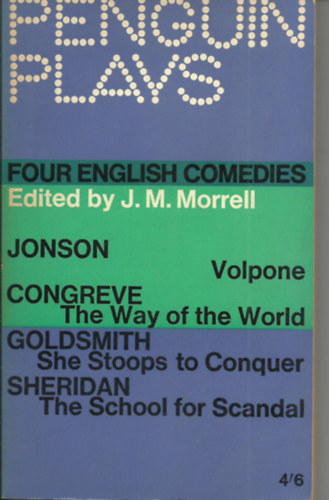 PENGUIN
PLAYS
FOUR ENGLISH COMEDIES
Edited by J. M. Morrell
JONSON
Volpone
CONGREVE
The Way of the World
GOLDSMITH
She Stoops to Conquer
SHERIDAN
The School for Scandal
4/6